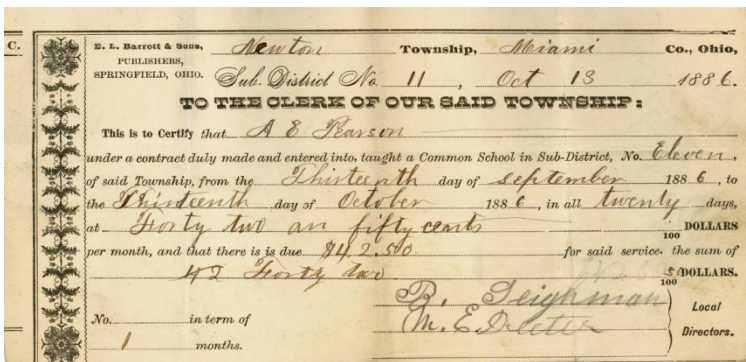 C. E. L. Barrett & Sons, Newton Township, Miami Co., Ohio,
PUBLISHERS,
SPRINGFIELD, OHIO. Sub. District No. 11, Oct 13 1886.
TO THE CLERK OF OUR SAID TOWNSHIP:
This is to Certify that A E Pearson
under a contract duly made and entered into, taught a Common School in Sub-District, No. Eleven,
of said Township, from the Thirteenth day of september 1886, to
the Thirteenth day of October 1886, in all twenty days,
at Forty two an fifty cents 100 DOLLARS
per month, and that there is is due $42.50 for said service the sum of
42 Forty two 50 100 DOLLARS.
B. Leighman Local
No. in term of M. E. Deeter Directors.
1 months.